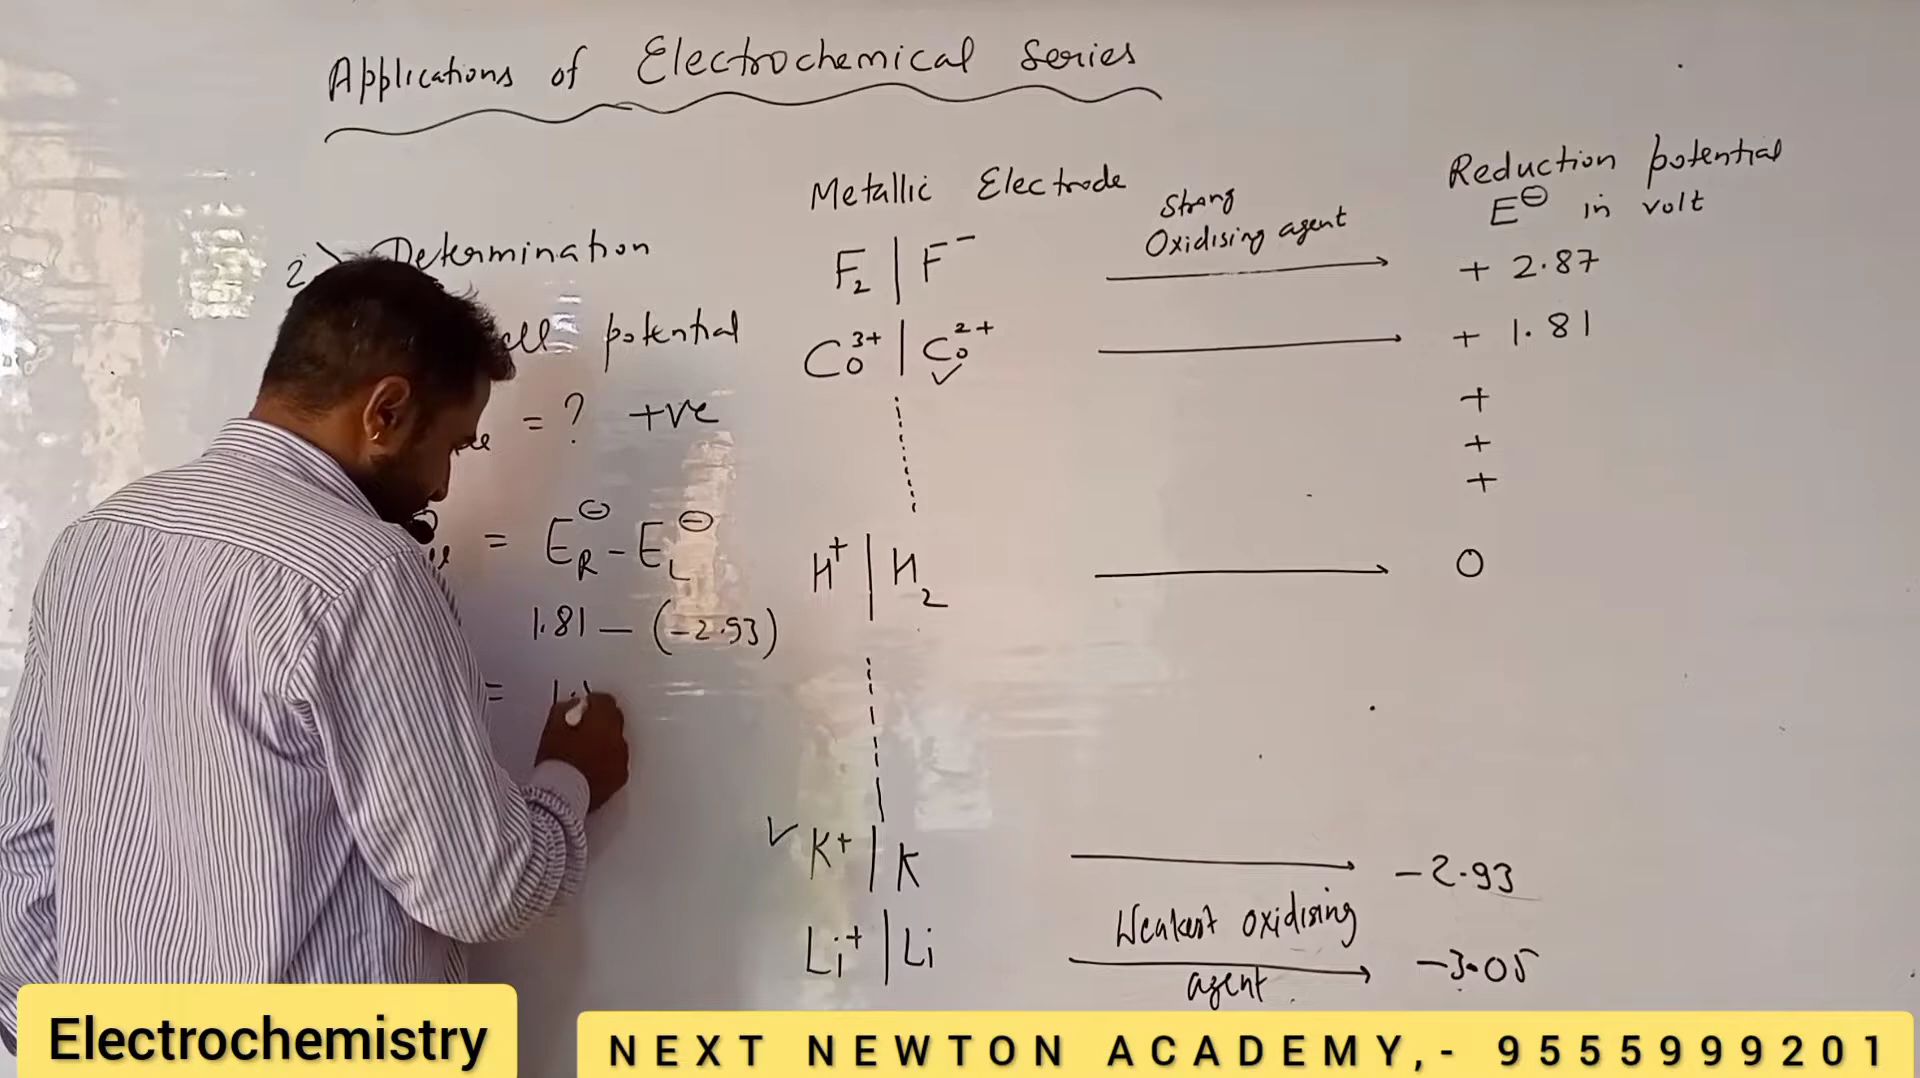 Applications of Electrochemical Series
2) Determination
cell potential
= ? +ve
= E⊖R - E⊖L
1.81 - (-2.93)
=
Metallic Electrode
Strong
Oxidising agent
Reduction potential
E⊖ in volt
F2 | F- → + 2.87
Co3+ | Co2+ → + 1.81
✓
+
+
+
H+ | H2 → 0
✓ K+ | K → -2.93
Weakest oxidising
Li+ | Li → -3.05
agent
Electrochemistry
NEXT NEWTON ACADEMY,- 9555999201